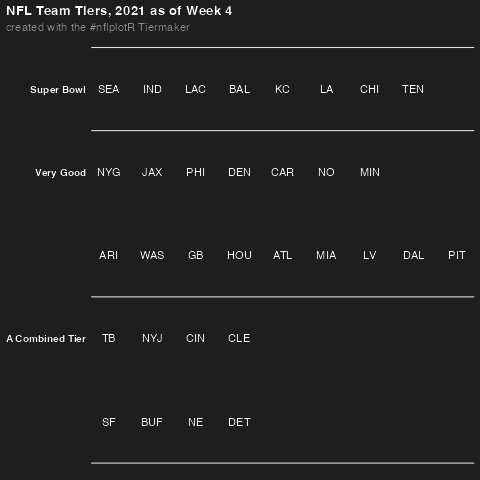 NFL Team TIers, 2021 as of Week 4
created with the #nflplotR Tiermaker
Super Bowl SEA IND LAC BAL KC LA CHI TEN
Very Good NYG JAX PHI DEN CAR NO MIN
ARI WAS GB HOU ATL MIA LV DAL PIT
A Combined Tier TB NYJ CIN CLE
SF BUF NE DET